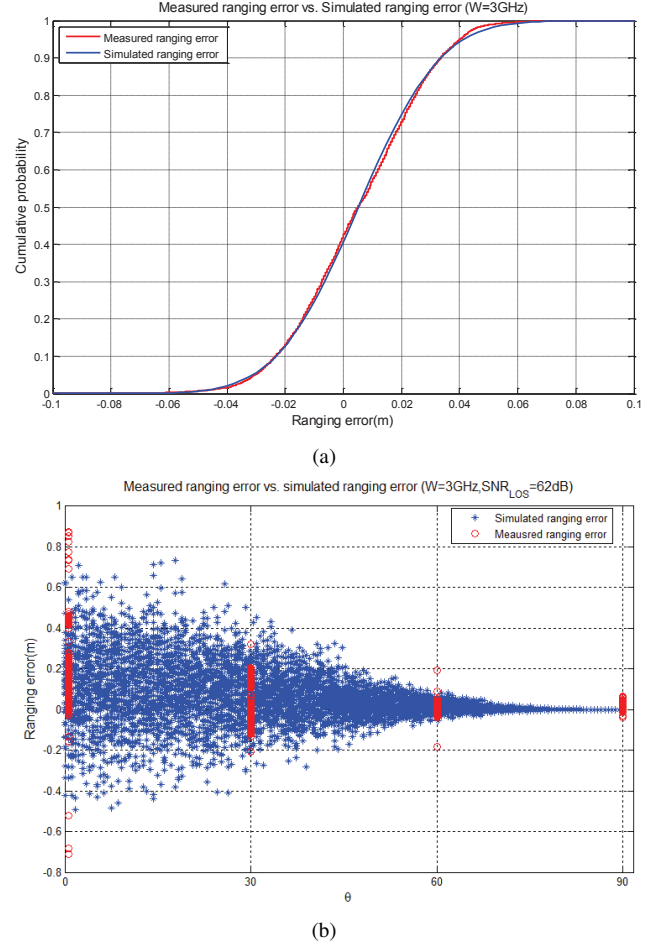 Measured ranging error vs. Simulated ranging error (W=3GHz)
1
Measured ranging error
Simulated ranging error
0.9
0.8
0.7
0.6
0.5
0.4
0.3
0.2
0.1
0
Cumulative probability
-0.1 -0.08 -0.06 -0.04 -0.02 0 0.02 0.04 0.06 0.08 0.1
Ranging error(m)
(a)
Measured ranging error vs. simulated ranging error (W=3GHz,SNR_LOS=62dB)
1
Simulated ranging error
Meausred ranging error
0.8
0.6
0.4
0.2
0
-0.2
-0.4
-0.6
-0.8
Ranging error(m)
0 30 60 90
θ
(b)